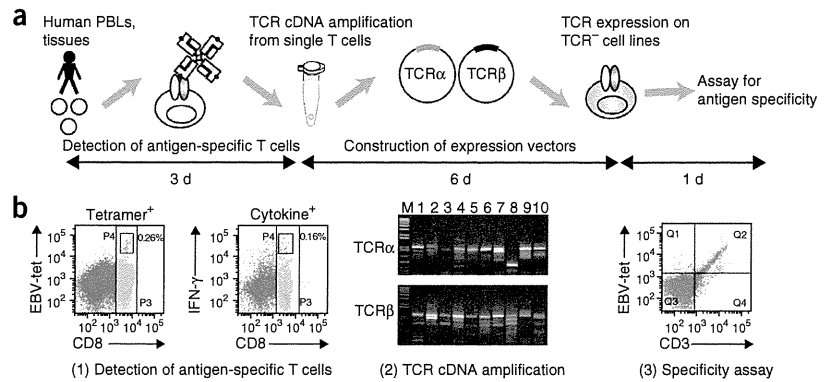 a
Human PBLs,
tissues
TCR cDNA amplification
from single T cells
TCRα
TCRβ
TCR expression on
TCR⁻ cell lines
Assay for
antigen specificity
Detection of antigen-specific T cells
Construction of expression vectors
3 d
6 d
1 d
b
Tetramer⁺
P4
0.26%
P3
10⁵
10⁴
10³
10²
EBV-tet
10² 10³ 10⁴ 10⁵
CD8
Cytokine⁺
P4
0.16%
P3
10⁵
10⁴
10³
10²
IFN-γ
10² 10³ 10⁴ 10⁵
CD8
(1) Detection of antigen-specific T cells
M 1 2 3 4 5 6 7 8 9 10
TCRα
TCRβ
(2) TCR cDNA amplification
Q1
Q2
Q3
Q4
10⁵
10⁴
10³
10²
EBV-tet
10² 10³ 10⁴ 10⁵
CD3
(3) Specificity assay